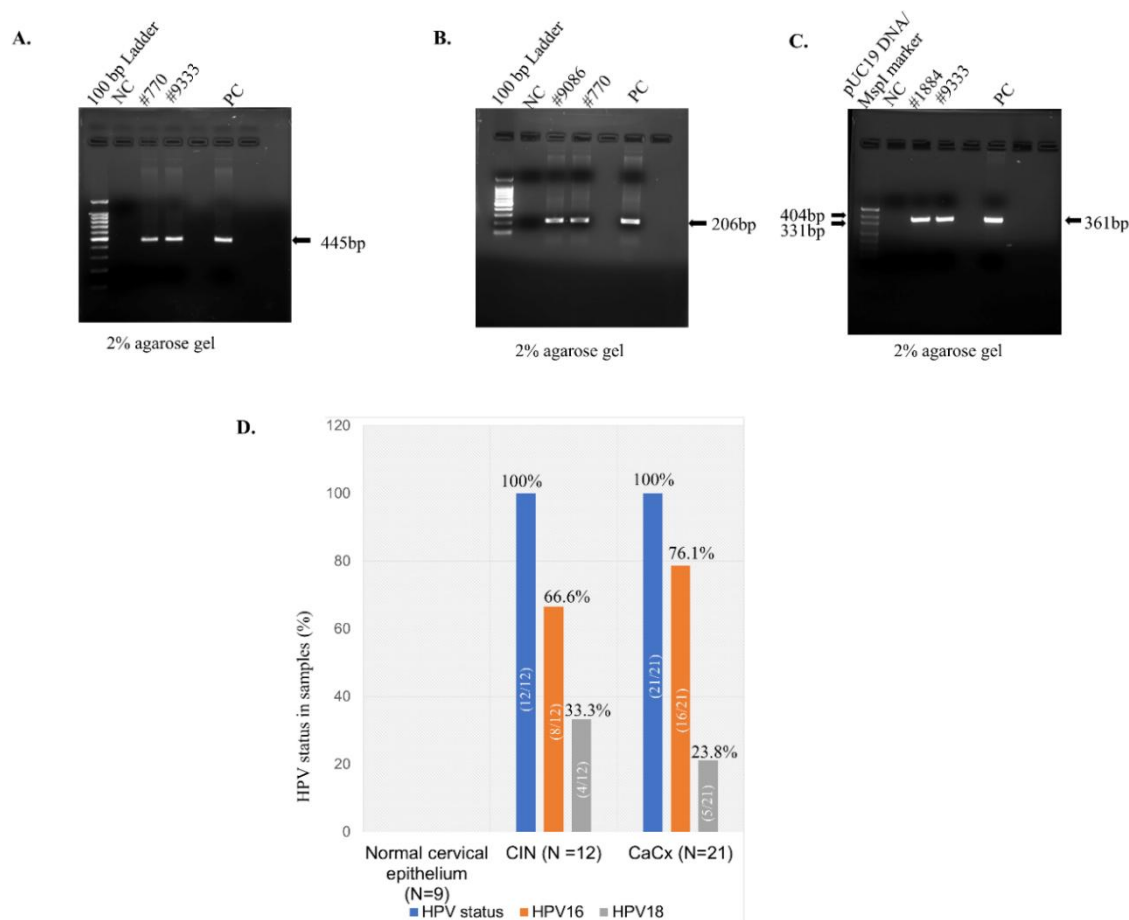 A.
100 bp Ladder
NC
#770
#9333
PC
445bp
2% agarose gel
B.
100 bp Ladder
NC
#9086
#770
PC
206bp
2% agarose gel
C.
pUC19 DNA/
MspI marker
NC
#1884
#9333
PC
404bp
331bp
361bp
2% agarose gel
D.
HPV status in samples (%)
120
100
80
60
40
20
0
100%
(12/12)
66.6%
(8/12)
33.3%
(4/12)
100%
(21/21)
76.1%
(16/21)
23.8%
(5/21)
Normal cervical
epithelium
(N=9)
CIN (N =12)
CaCx (N=21)
HPV status HPV16 HPV18